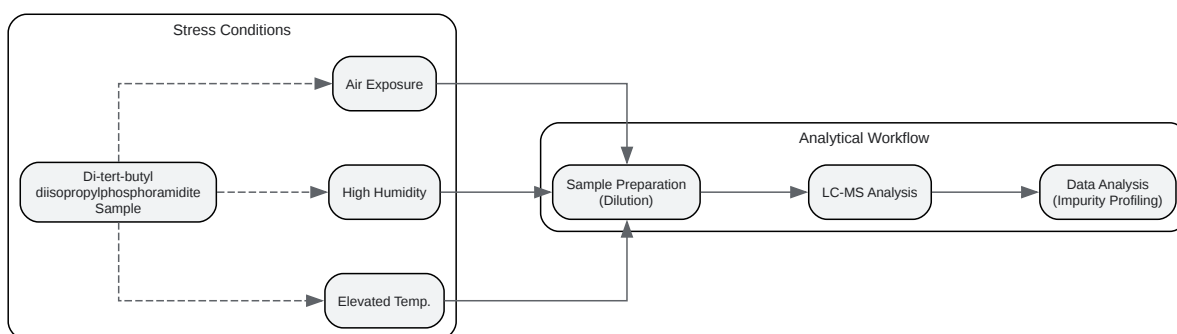 Stress Conditions
Air Exposure
Di-tert-butyl
diisopropylphosphoramidite
Sample
High Humidity
Elevated Temp.
Analytical Workflow
Sample Preparation
(Dilution)
LC-MS Analysis
Data Analysis
(Impurity Profiling)